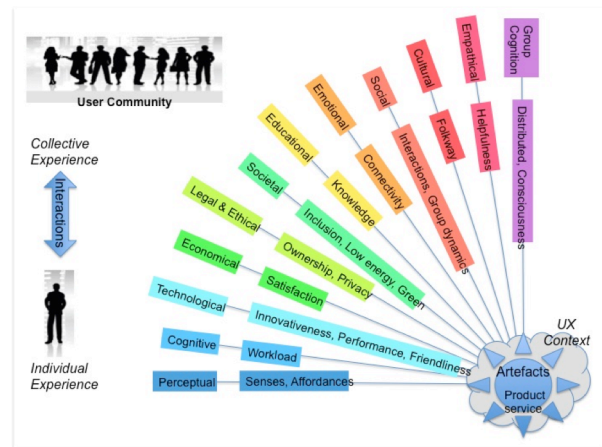 User Community
Collective
Experience
Interactions
Individual
Experience
Group
Cognition
Distributed, Consciousness
Empathical
Helpfulness
Cultural
Folkway
Social
Interactions, Group dynamics
Emotional
Connectivity
Educational
Knowledge
Societal
Inclusion, Low energy, Green
Legal & Ethical
Ownership, Privacy
Economical
Satisfaction
Technological
Innovativeness, Performance, Friendliness
Cognitive
Workload
Perceptual
Senses, Affordances
UX
Context
Artefacts
Product
service